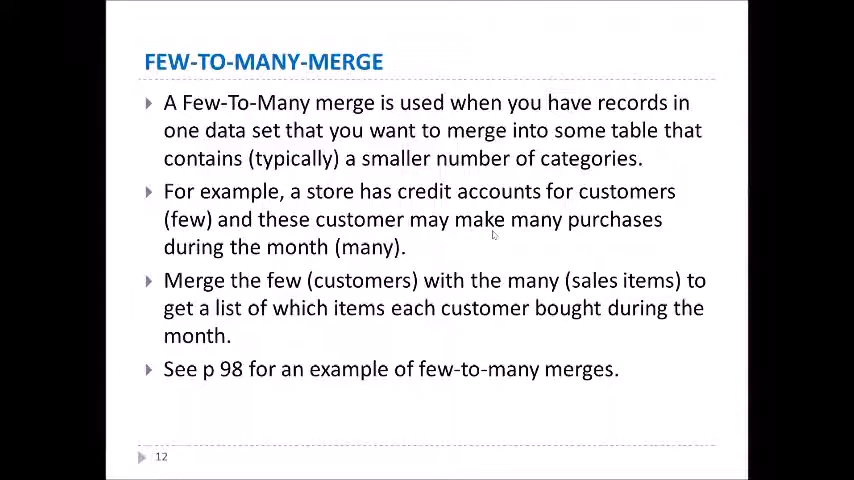 FEW-TO-MANY-MERGE
A Few-To-Many merge is used when you have records in
one data set that you want to merge into some table that
contains (typically) a smaller number of categories.
For example, a store has credit accounts for customers
(few) and these customer may make many purchases
during the month (many).
Merge the few (customers) with the many (sales items) to
get a list of which items each customer bought during the
month.
See p 98 for an example of few-to-many merges.
12